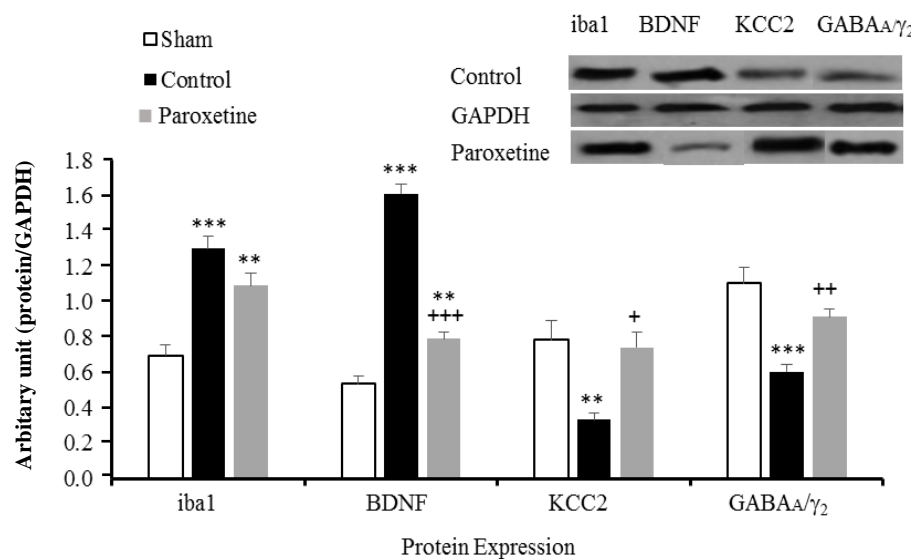 Sham
Control
Paroxetine
iba1 BDNF KCC2 GABAA/γ2
Control
GAPDH
Paroxetine
Arbitary unit (protein/GAPDH)
1.8
1.6
1.4
1.2
1.0
0.8
0.6
0.4
0.2
0.0
***
**
***
**
+++
**
+
***
++
iba1 BDNF KCC2 GABAA/γ2
Protein Expression